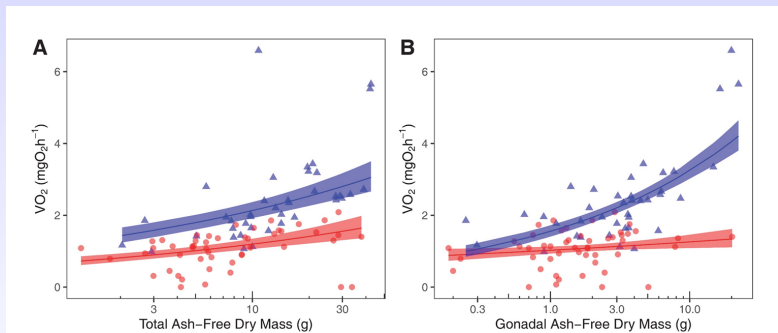 A
B
6
4
2
0
VO₂ (mgO₂h⁻¹)
3
10
30
Total Ash-Free Dry Mass (g)
6
4
2
0
VO₂ (mgO₂h⁻¹)
0.3
1.0
3.0
10.0
Gonadal Ash-Free Dry Mass (g)